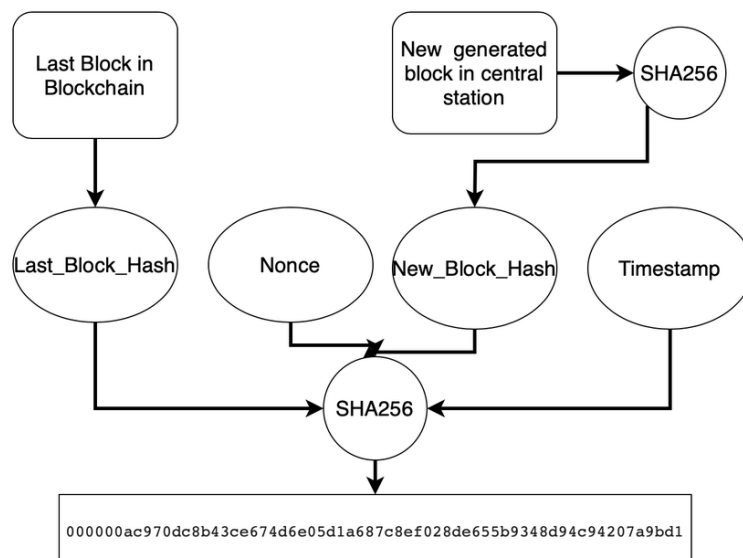 Last Block in
Blockchain
New generated
block in central
station
SHA256
Last_Block_Hash
Nonce
New_Block_Hash
Timestamp
SHA256
000000ac970dc8b43ce674d6e05d1a687c8ef028de655b9348d94c94207a9bd1